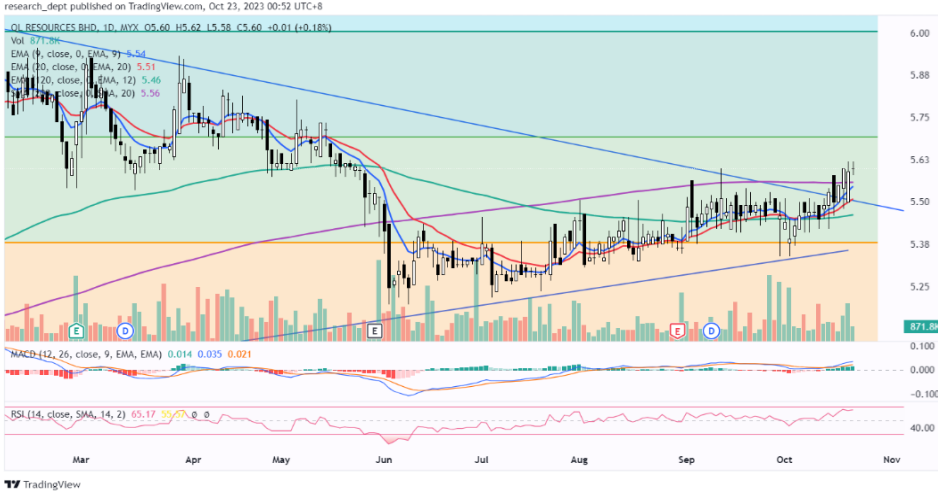 research_dept published on TradingView.com, Oct 23, 2023 00:52 UTC+8
QL RESOURCES BHD, 1D, MYX O5.60 H5.62 L5.58 C5.60 +0.01 (+0.18%)
Vol 871.8K
EMA (9, close, 0, EMA, 9) 5.54
EMA (20, close, 0, EMA, 20) 5.51
(120, close, 0, EMA, 12) 5.46
close, 0, 20) 5.56
6.00
5.88
5.75
5.63
5.50
5.38
5.25
871.8K
E
D
E
E
D
MACD (12, 26, close, 9, EMA, EMA) 0.014 0.035 0.021
0.100
0.000
-0.100
RSI (14, close, SMA, 14, 2) 65.17 ø ø
40.00
Mar Apr May Jun Jul Aug Sep Oct Nov
TradingView